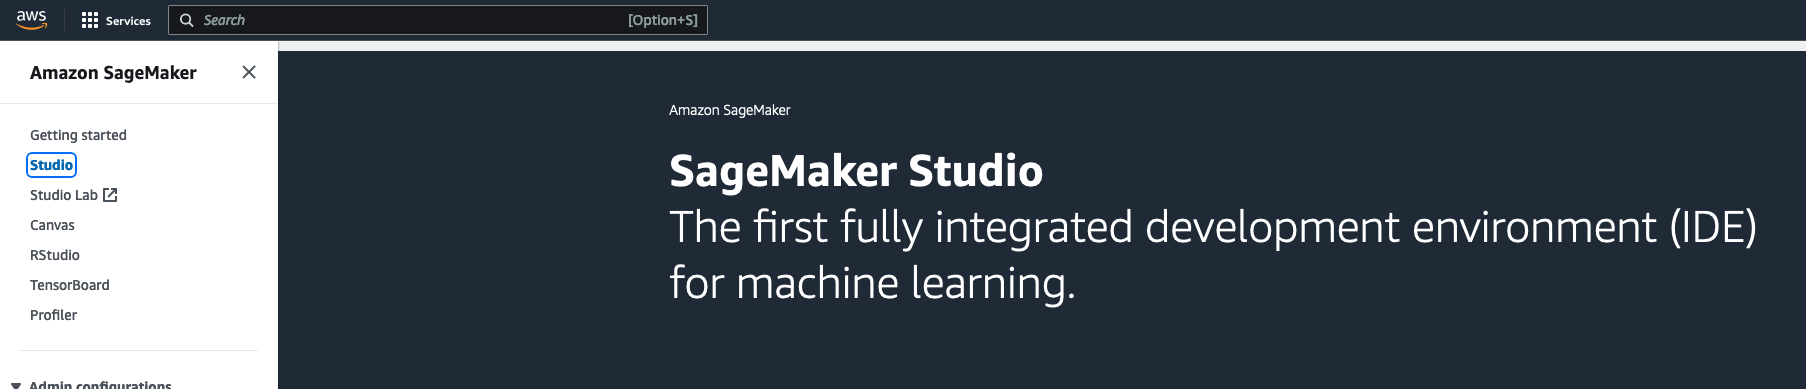 aws
Services
Search
[Option+S]
Amazon SageMaker
Getting started
Studio
Studio Lab
Canvas
RStudio
TensorBoard
Profiler
Admin configurations
Amazon SageMaker
SageMaker Studio
The first fully integrated development environment (IDE)
for machine learning.